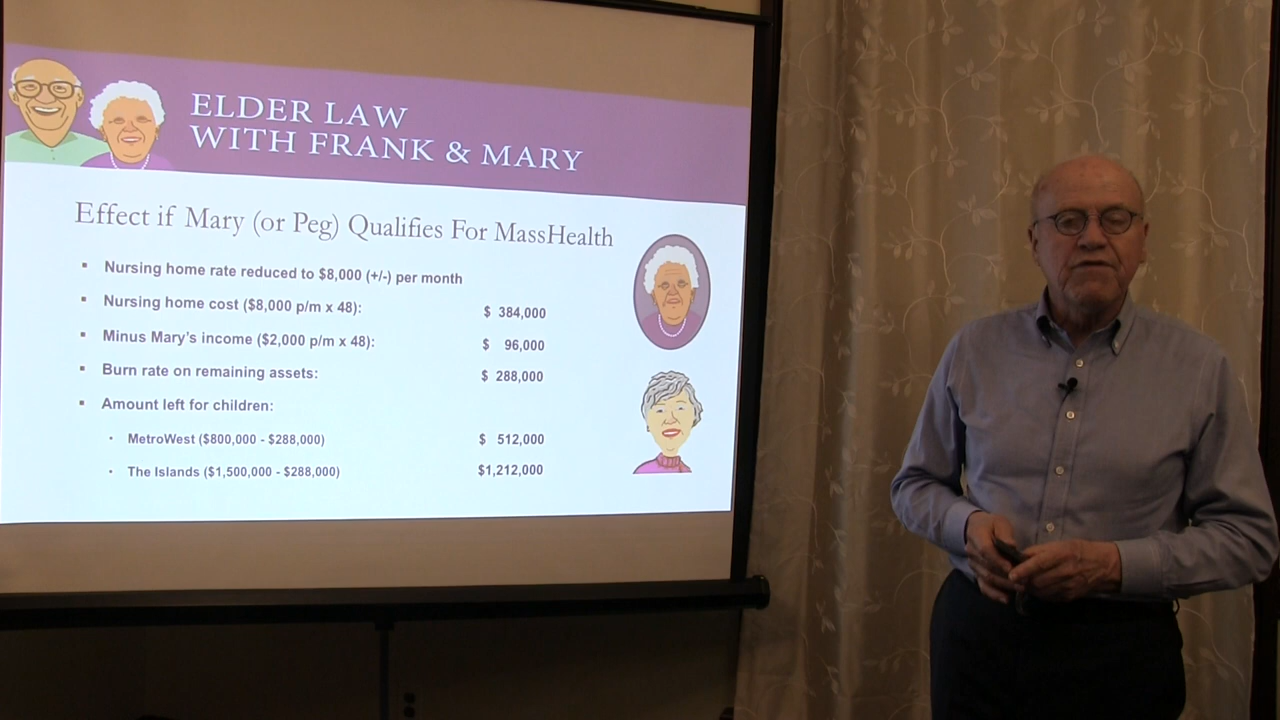 ELDER LAW
WITH FRANK & MARY
Effect if Mary (or Peg) Qualifies For MassHealth
▪ Nursing home rate reduced to $8,000 (+/-) per month
▪ Nursing home cost ($8,000 p/m x 48): $ 384,000
▪ Minus Mary's income ($2,000 p/m x 48): $ 96,000
▪ Burn rate on remaining assets: $ 288,000
▪ Amount left for children:
• MetroWest ($800,000 - $288,000) $ 512,000
• The Islands ($1,500,000 - $288,000) $1,212,000